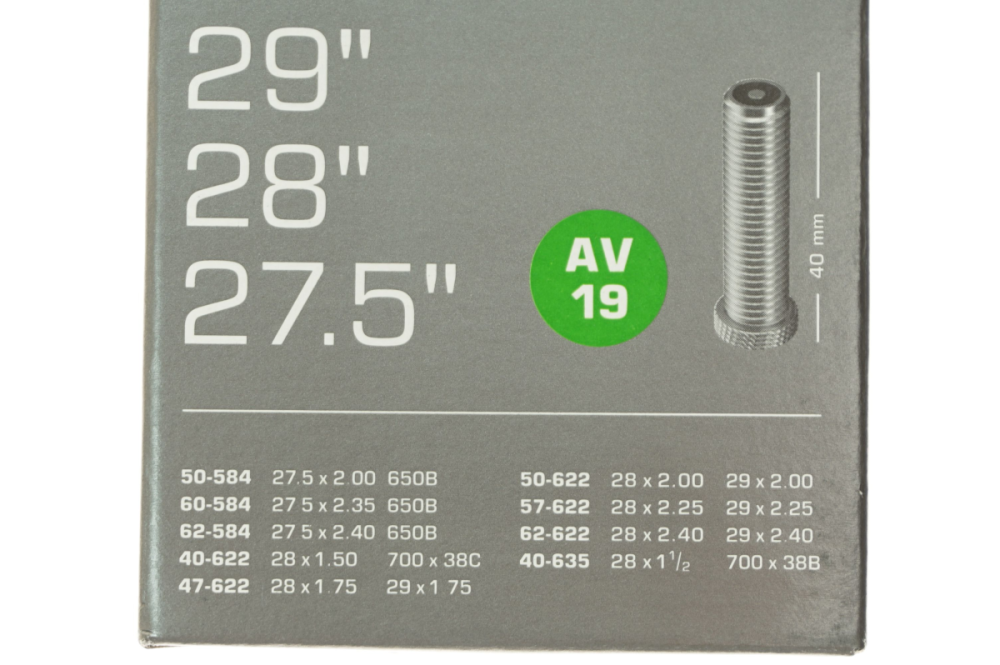 29"
28"
27.5"
AV
19
40 mm
50-584 27.5 x 2.00 650B
60-584 27 5 x 2.35 650B
62-584 27 5 x 2.40 650B
40-622 28 x 1.50 700 x 38C
47-622 28 x 1.75 29 x 1 75
50-622 28 x 2.00 29 x 2.00
57-622 28 x 2.25 29 x 2.25
62-622 28 x 2.40 29 x 2.40
40-635 28 x 1 1/2 700 x 38B